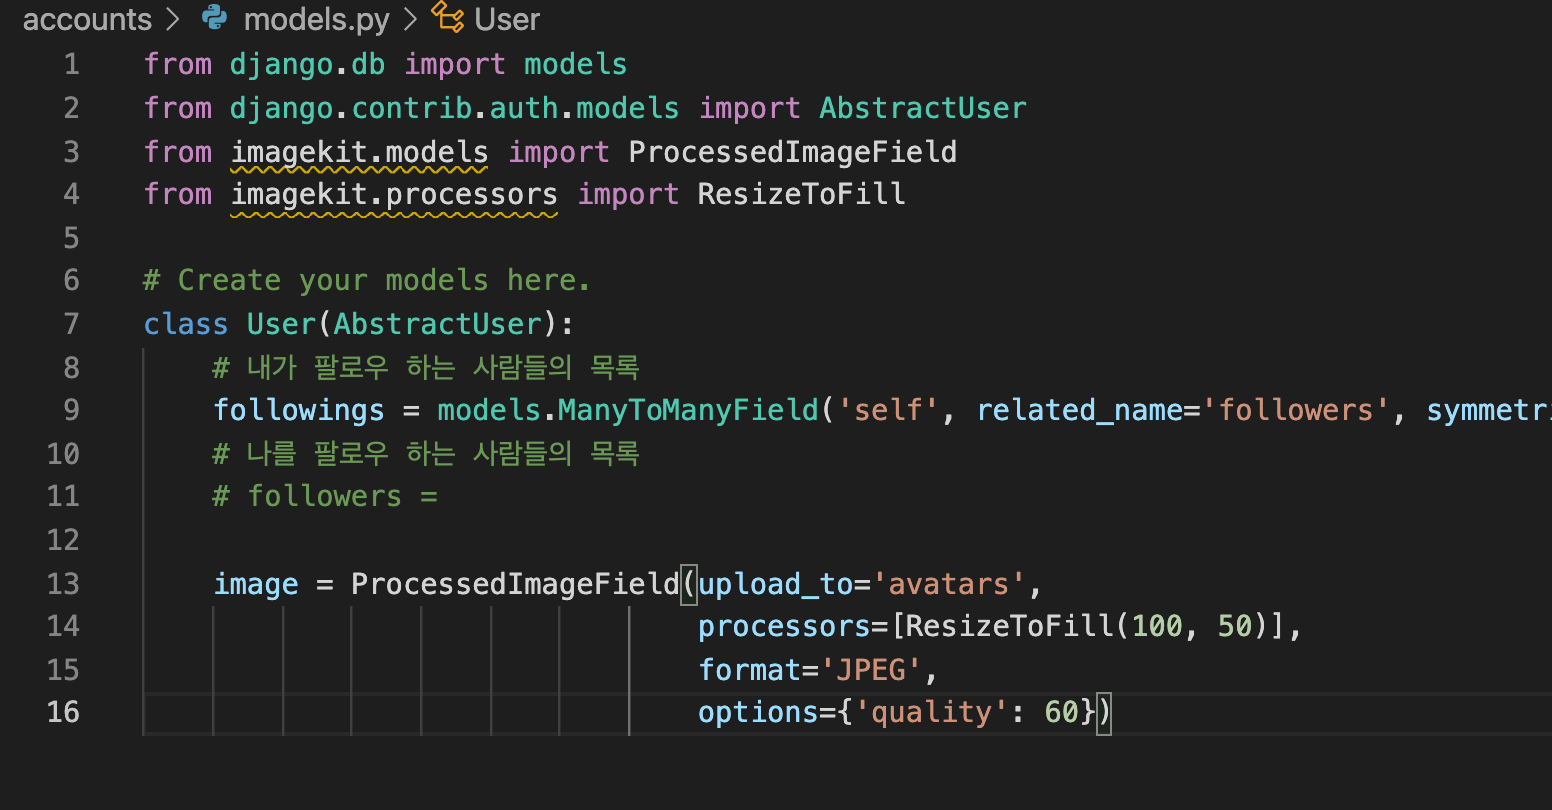 accounts > models.py > User
1 from django.db import models
2 from django.contrib.auth.models import AbstractUser
3 from imagekit.models import ProcessedImageField
4 from imagekit.processors import ResizeToFill
5
6 # Create your models here.
7 class User(AbstractUser):
8     # 내가 팔로우 하는 사람들의 목록
9     followings = models.ManyToManyField('self', related_name='followers', symmetri
10     # 나를 팔로우 하는 사람들의 목록
11     # followers =
12
13     image = ProcessedImageField(upload_to='avatars',
14                                 processors=[ResizeToFill(100, 50)],
15                                 format='JPEG',
16                                 options={'quality': 60})